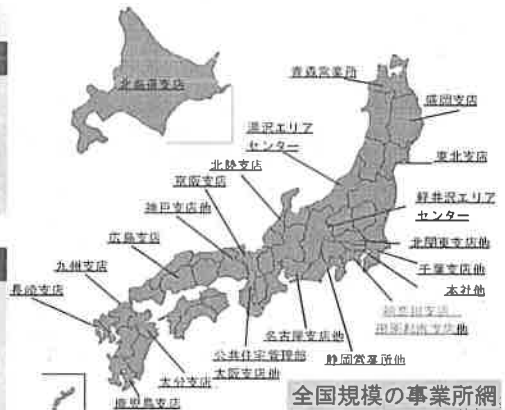 北海道支店
青森営業所
盛岡支店
湯沢エリア
センター
東北支店
北勢支店
京阪支店
軽井沢エリア
センター
神戸支店他
広島支店
北関東支店他
九州支店
千葉支店他
長崎支店
本社他
名古屋支店他
公共住宅管理部
大阪支店他
静岡営業所他
大分支店
鹿児島支店
全国規模の事業所網